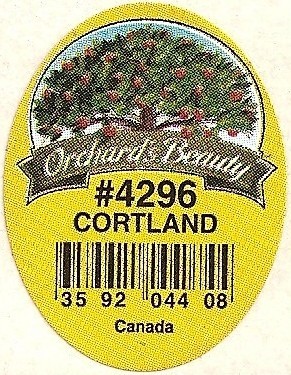 Orchard's Beauty
#4296
CORTLAND
35 92 044 08
Canada